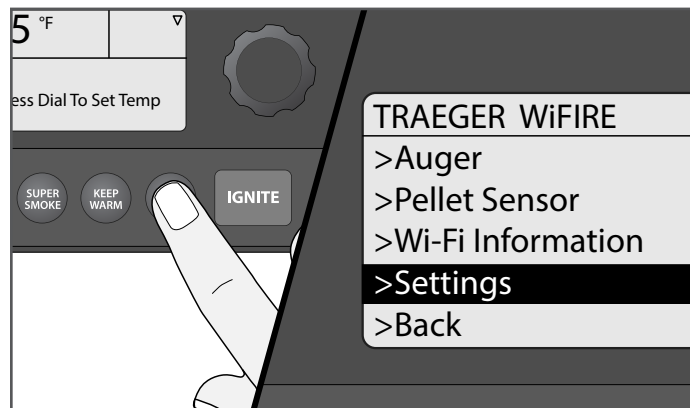 5 °F
ess Dial To Set Temp
SUPER
SMOKE
KEEP
WARM
IGNITE
TRAEGER WiFIRE
>Auger
>Pellet Sensor
>Wi-Fi Information
>Settings
>Back